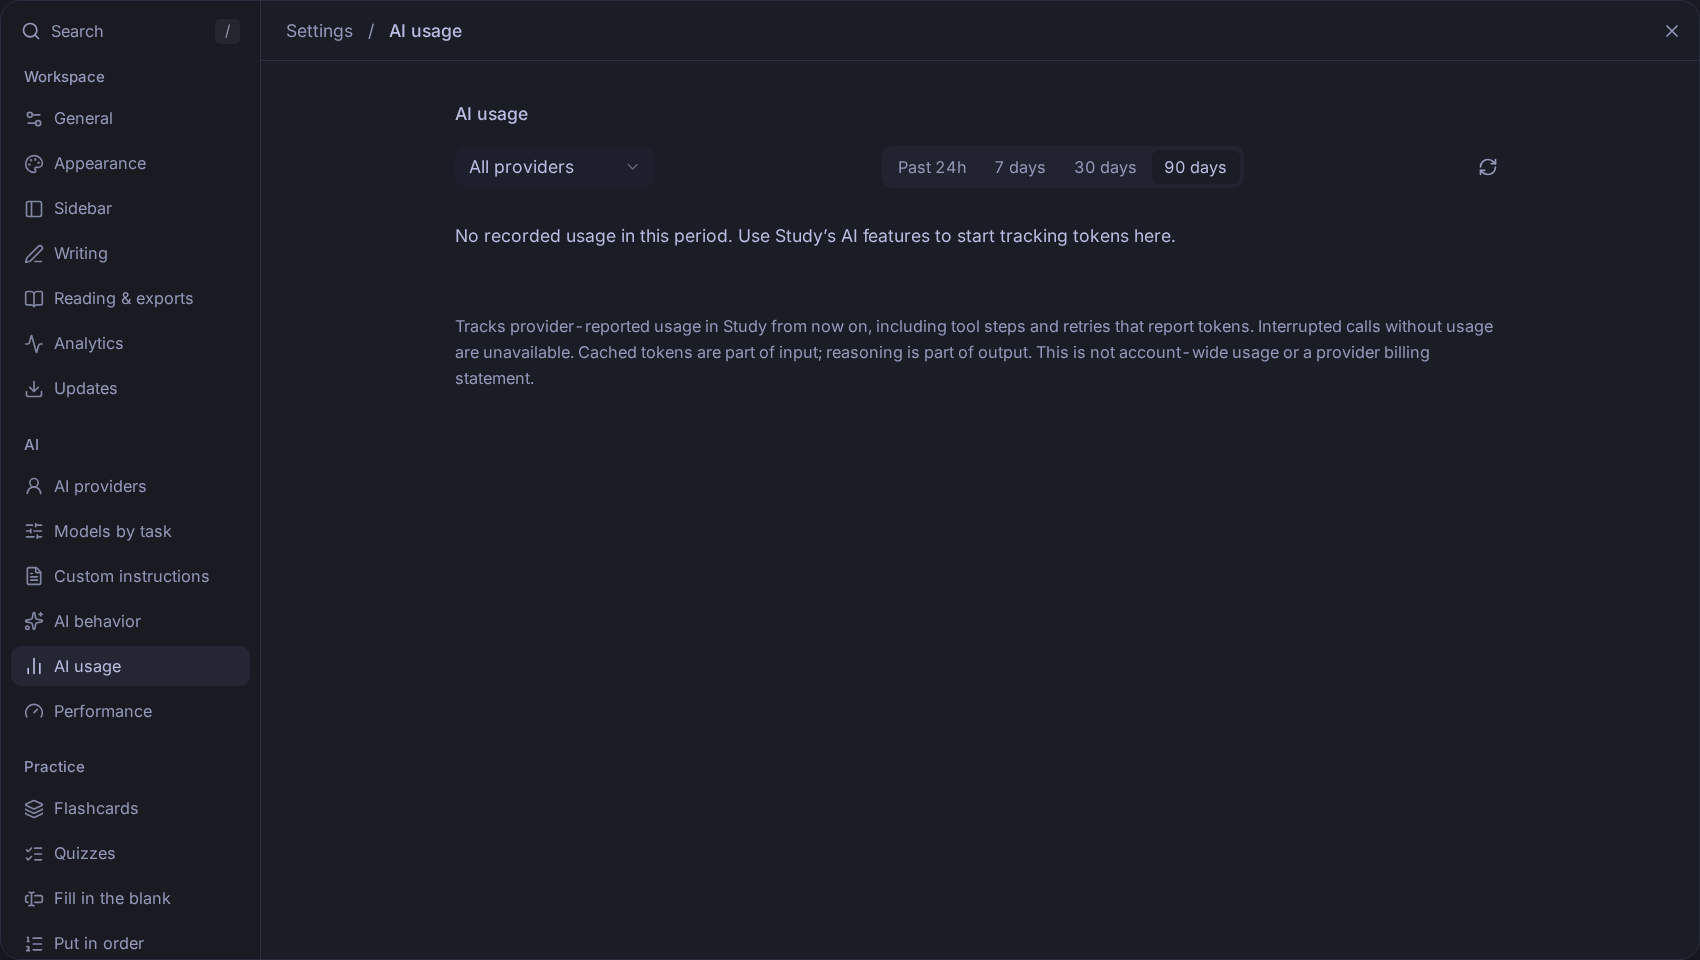 Search
/
Workspace
General
Appearance
Sidebar
Writing
Reading & exports
Analytics
Updates
AI
AI providers
Models by task
Custom instructions
AI behavior
AI usage
Performance
Practice
Flashcards
Quizzes
Fill in the blank
Put in order
Settings / AI usage
AI usage
All providers
Past 24h 7 days 30 days 90 days
No recorded usage in this period. Use Study’s AI features to start tracking tokens here.
Tracks provider-reported usage in Study from now on, including tool steps and retries that report tokens. Interrupted calls without usage
are unavailable. Cached tokens are part of input; reasoning is part of output. This is not account-wide usage or a provider billing
statement.